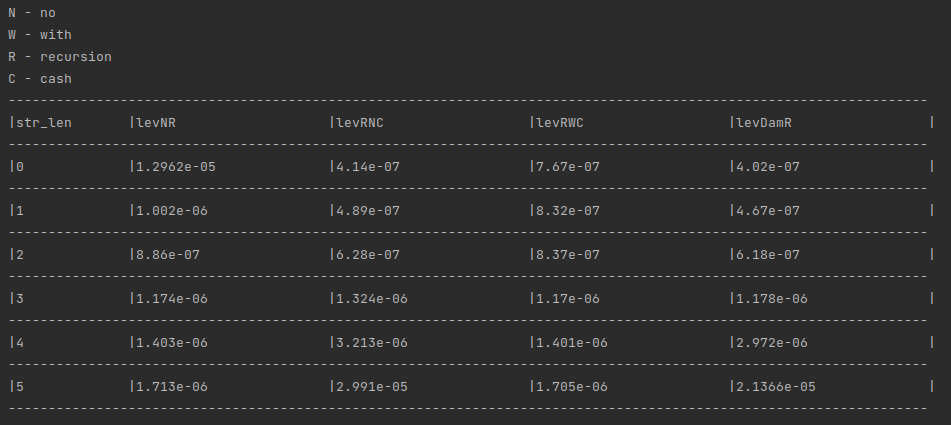 N - no
W - with
R - recursion
C - cash
--------------------------------------------------------------------------------------------------------------------
|str_len |levNR |levRNC |levRWC |levDamR |
--------------------------------------------------------------------------------------------------------------------
|0 |1.2962e-05 |4.14e-07 |7.67e-07 |4.02e-07 |
--------------------------------------------------------------------------------------------------------------------
|1 |1.002e-06 |4.89e-07 |8.32e-07 |4.67e-07 |
--------------------------------------------------------------------------------------------------------------------
|2 |8.86e-07 |6.28e-07 |8.37e-07 |6.18e-07 |
--------------------------------------------------------------------------------------------------------------------
|3 |1.174e-06 |1.324e-06 |1.17e-06 |1.178e-06 |
--------------------------------------------------------------------------------------------------------------------
|4 |1.403e-06 |3.213e-06 |1.401e-06 |2.972e-06 |
--------------------------------------------------------------------------------------------------------------------
|5 |1.713e-06 |2.991e-05 |1.705e-06 |2.1366e-05 |
--------------------------------------------------------------------------------------------------------------------